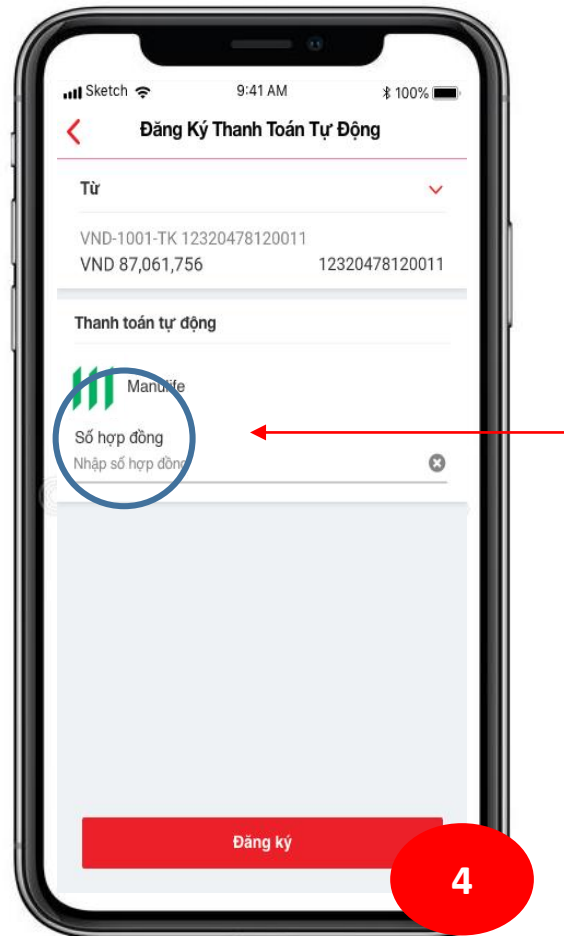 Sketch 9:41 AM 100%
Đăng Ký Thanh Toán Tự Động
Từ
VND-1001-TK 12320478120011
VND 87,061,756 12320478120011
Thanh toán tự động
Manulife
Số hợp đồng
Nhập số hợp đồng
Đăng ký
4